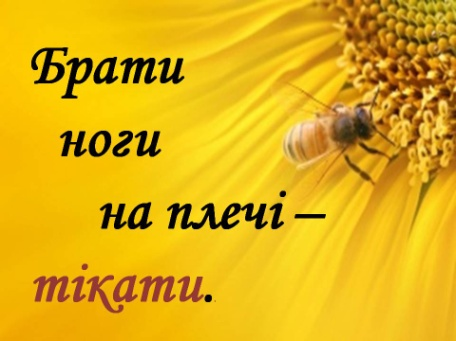 Брати
ноги
на плечі –
тікати.